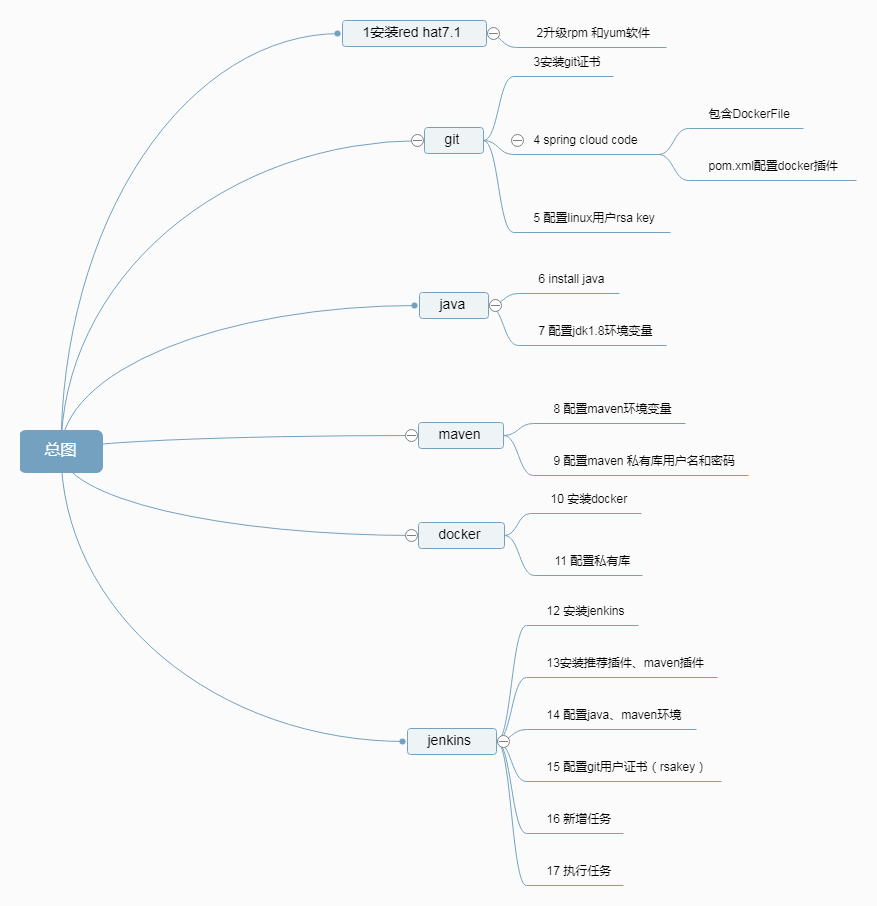 总图
1安装red hat7.1
2升级rpm 和yum软件
git
3安装git证书
4 spring cloud code
包含DockerFile
pom.xml配置docker插件
5 配置linux用户rsa key
java
6 install java
7 配置jdk1.8环境变量
maven
8 配置maven环境变量
9 配置maven 私有库用户名和密码
docker
10 安装docker
11 配置私有库
jenkins
12 安装jenkins
13安装推荐插件、maven插件
14 配置java、maven环境
15 配置git用户证书（rsakey）
16 新增任务
17 执行任务